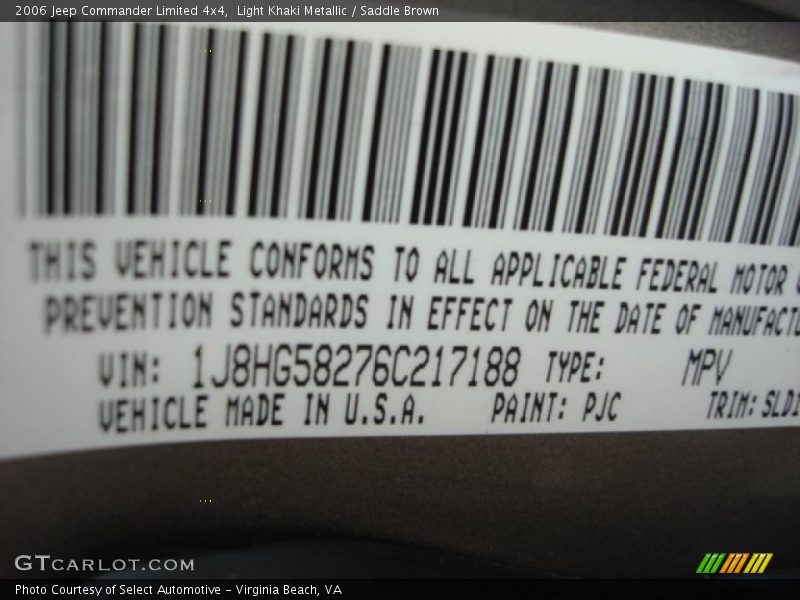 2006 Jeep Commander Limited 4x4, Light Khaki Metallic / Saddle Brown
THIS VEHICLE CONFORMS TO ALL APPLICABLE FEDERAL MOTOR
PREVENTION STANDARDS IN EFFECT ON THE DATE OF MANUFACTU
VIN: 1J8HG58276C217188 TYPE: MPV
VEHICLE MADE IN U.S.A. PAINT: PJC TRIM: SLDI
GTCARLOT.COM
Photo Courtesy of Select Automotive – Virginia Beach, VA